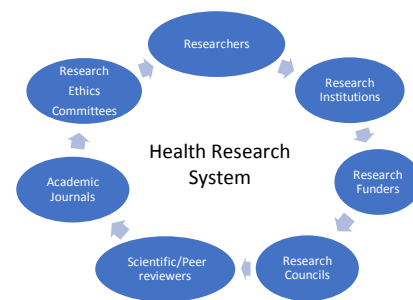 Researchers
Research
Institutions
Research
Funders
Research
Councils
Scientific/Peer
reviewers
Academic
Journals
Research
Ethics
Committees
Health Research
System